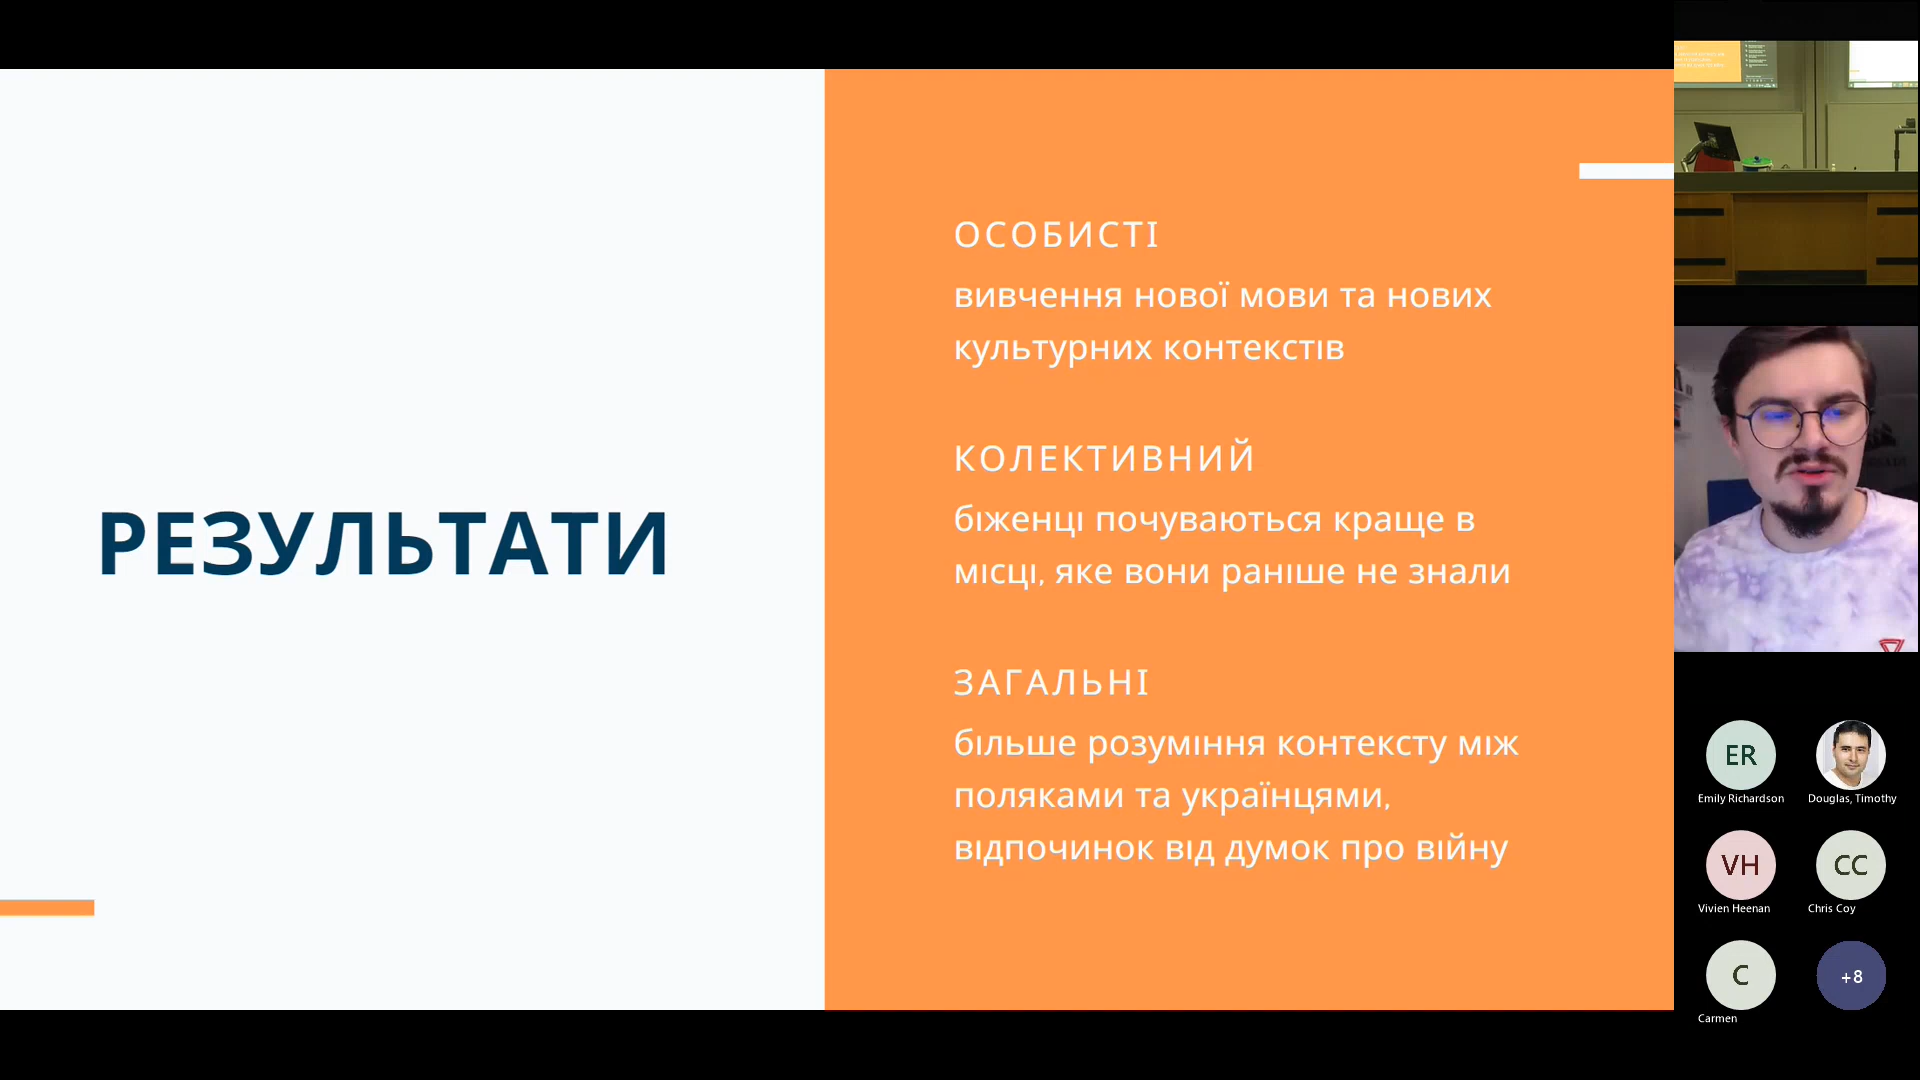 РЕЗУЛЬТАТИ
ОСОБИСТІ
вивчення нової мови та нових
культурних контекстів
КОЛЕКТИВНИЙ
біженці почуваються краще в
місці, яке вони раніше не знали
ЗАГАЛЬНІ
більше розуміння контексту між
поляками та українцями,
відпочинок від думок про війну
ER
Emily Richardson
Douglas, Timothy
VH
Vivien Heenan
CC
Chris Coy
C
Carmen
+8